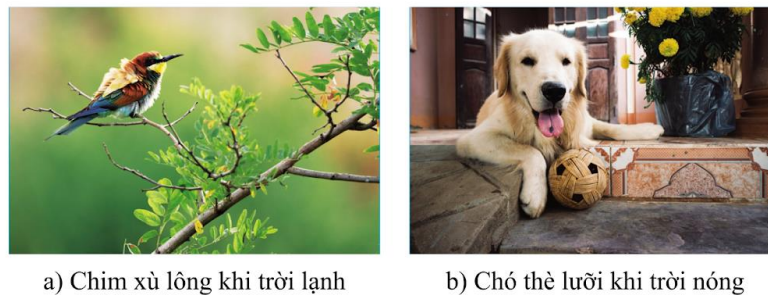 a) Chim xù lông khi trời lạnh
b) Chó thè lưỡi khi trời nóng